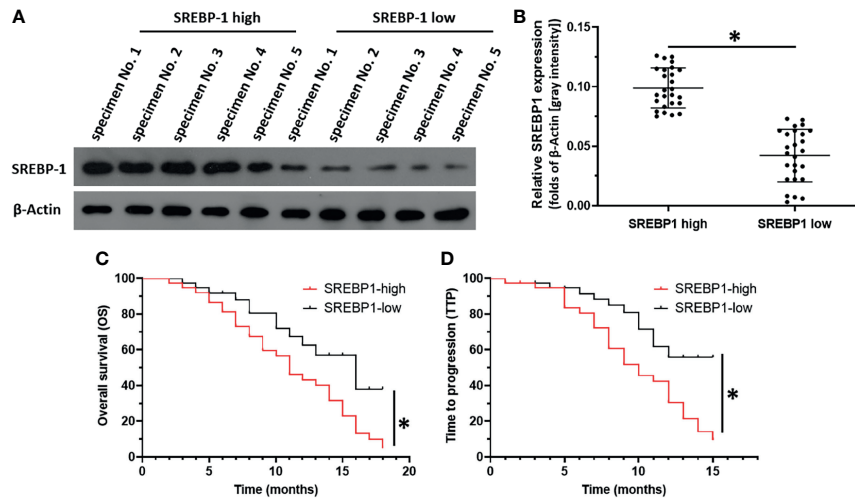 A
SREBP-1 high
SREBP-1 low
specimen No. 1
specimen No. 2
specimen No. 3
specimen No. 4
specimen No. 5
specimen No. 1
specimen No. 2
specimen No. 3
specimen No. 4
specimen No. 5
SREBP-1
β-Actin
B
Relative SREBP1 expression
(folds of β-Actin [gray intensity])
0.15
0.10
0.05
0.00
*
SREBP1 high
SREBP1 low
C
Overall survival (OS)
100
80
60
40
20
0
SREBP1-high
SREBP1-low
*
0
5
10
15
20
Time (months)
D
Time to progression (TTP)
100
80
60
40
20
0
SREBP1-high
SREBP1-low
*
0
5
10
15
Time (months)